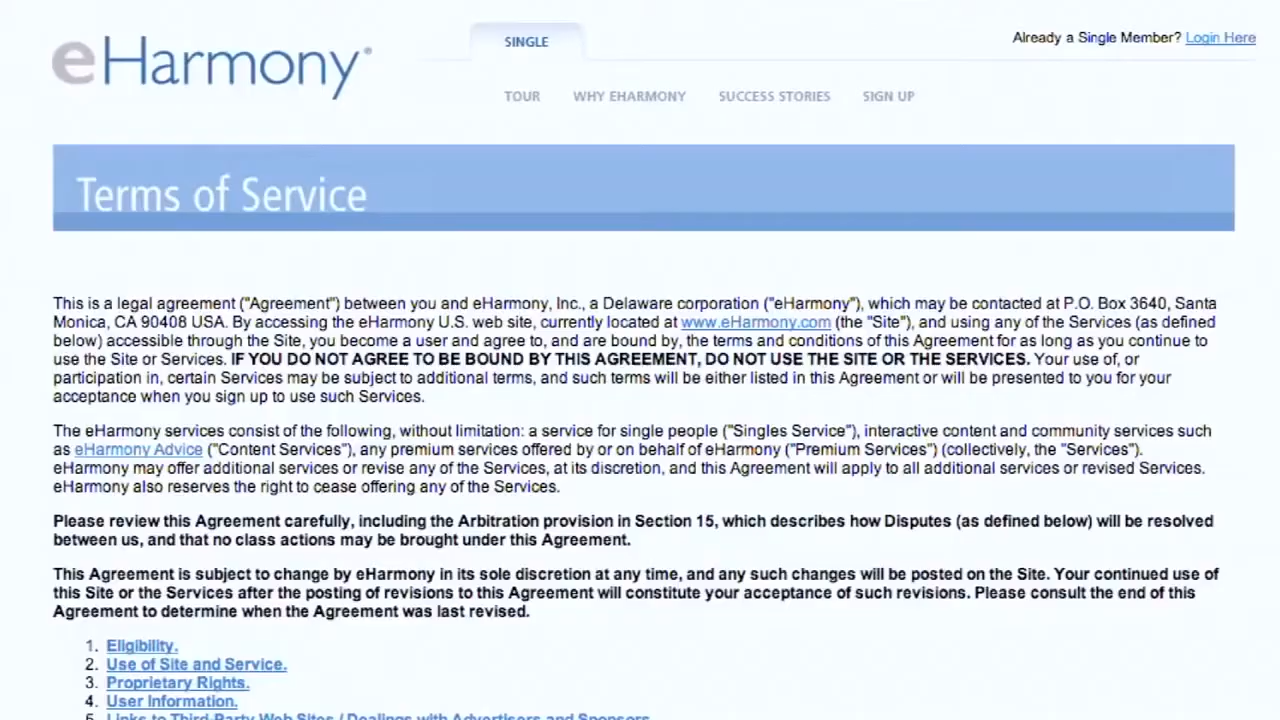 eHarmony®
SINGLE
Already a Single Member? Login Here
TOUR WHY EHARMONY SUCCESS STORIES SIGN UP
Terms of Service
This is a legal agreement ("Agreement") between you and eHarmony, Inc., a Delaware corporation ("eHarmony"), which may be contacted at P.O. Box 3640, Santa
Monica, CA 90408 USA. By accessing the eHarmony U.S. web site, currently located at www.eHarmony.com (the "Site"), and using any of the Services (as defined
below) accessible through the Site, you become a user and agree to, and are bound by, the terms and conditions of this Agreement for as long as you continue to
use the Site or Services. IF YOU DO NOT AGREE TO BE BOUND BY THIS AGREEMENT, DO NOT USE THE SITE OR THE SERVICES. Your use of, or
participation in, certain Services may be subject to additional terms, and such terms will be either listed in this Agreement or will be presented to you for your
acceptance when you sign up to use such Services.
The eHarmony services consist of the following, without limitation: a service for single people ("Singles Service"), interactive content and community services such
as eHarmony Advice ("Content Services"), any premium services offered by or on behalf of eHarmony ("Premium Services") (collectively, the "Services").
eHarmony may offer additional services or revise any of the Services, at its discretion, and this Agreement will apply to all additional services or revised Services.
eHarmony also reserves the right to cease offering any of the Services.
Please review this Agreement carefully, including the Arbitration provision in Section 15, which describes how Disputes (as defined below) will be resolved
between us, and that no class actions may be brought under this Agreement.
This Agreement is subject to change by eHarmony in its sole discretion at any time, and any such changes will be posted on the Site. Your continued use of
this Site or the Services after the posting of revisions to this Agreement will constitute your acceptance of such revisions. Please consult the end of this
Agreement to determine when the Agreement was last revised.
1. Eligibility.
2. Use of Site and Service.
3. Proprietary Rights.
4. User Information.
5. Links to Third-Party Web Sites / Dealings with Advertisers and Sponsors.